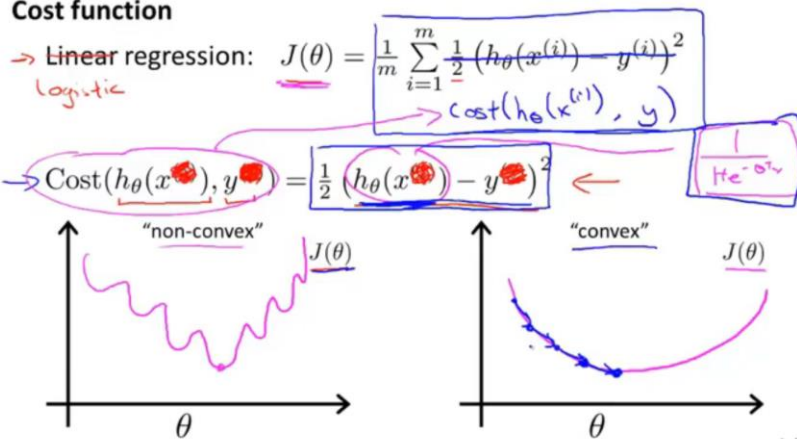 Cost function
→ Linear regression: J(θ) = 1/m ∑_{i=1}^{m} 1/2 (h_θ(x^(i)) − y^(i))^2
Logistic
→ cost(h_θ(x^(i)), y)
→ Cost(h_θ(x), y) = 1/2 (h_θ(x) − y)^2 ←
1/(1+e^{-θ^T x})
"non-convex" "convex"
J(θ) J(θ)
θ θ